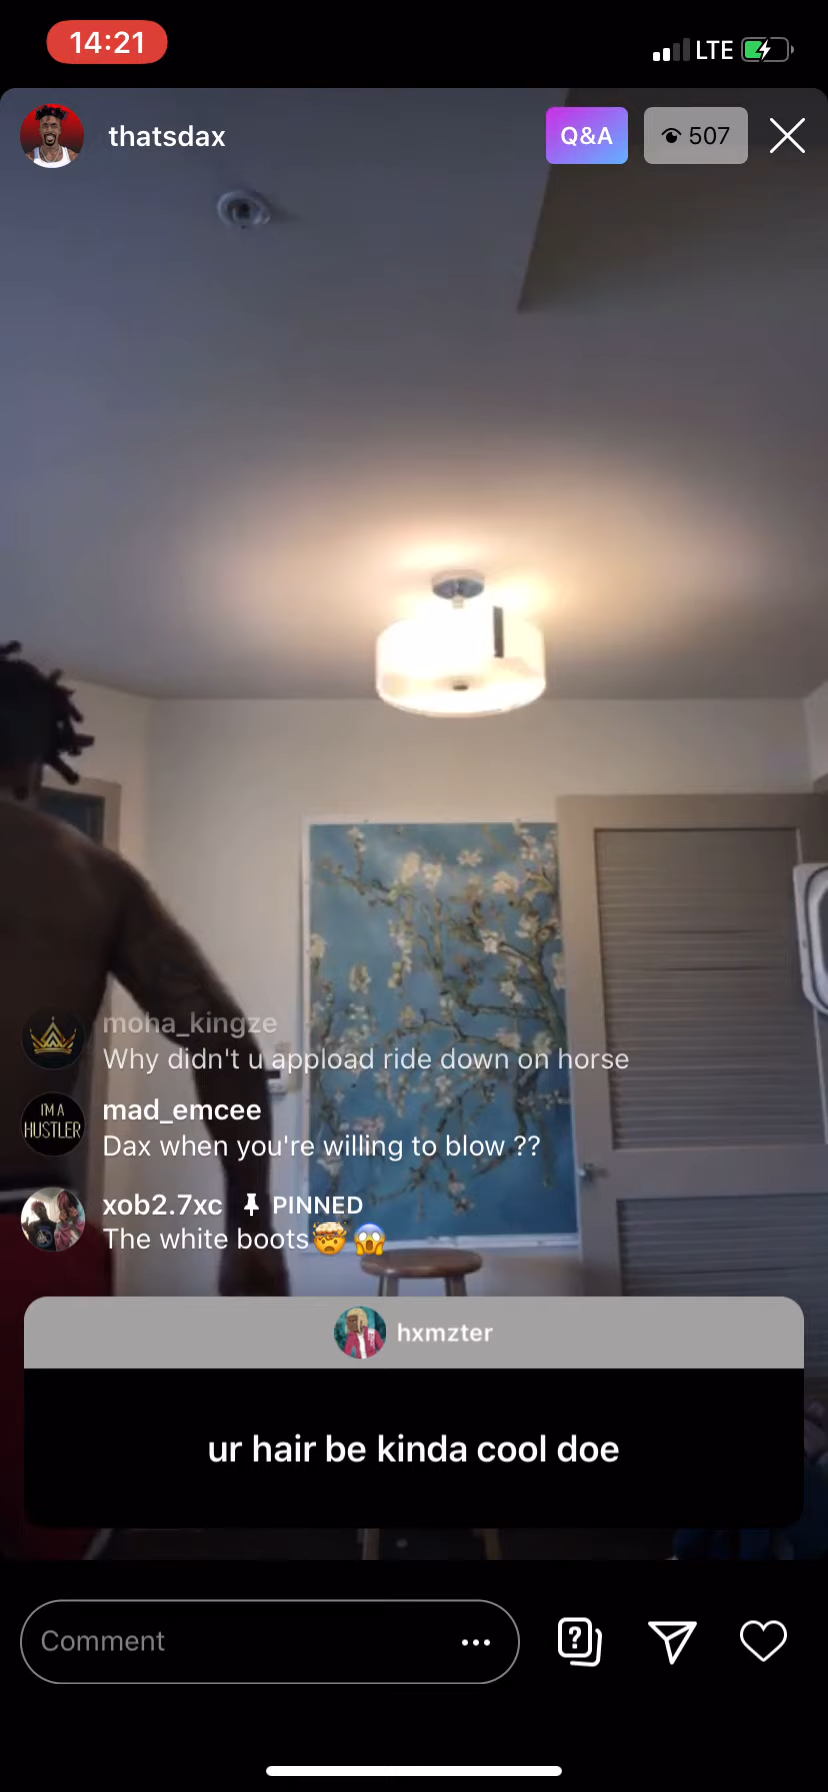 14:21
LTE
thatsdax
Q&A
507
moha_kingze
Why didn't u appload ride down on horse
I'M A
HUSTLER
mad_emcee
Dax when you're willing to blow ??
xob2.7xc PINNED
The white boots🤯😱
hxmzter
ur hair be kinda cool doe
Comment